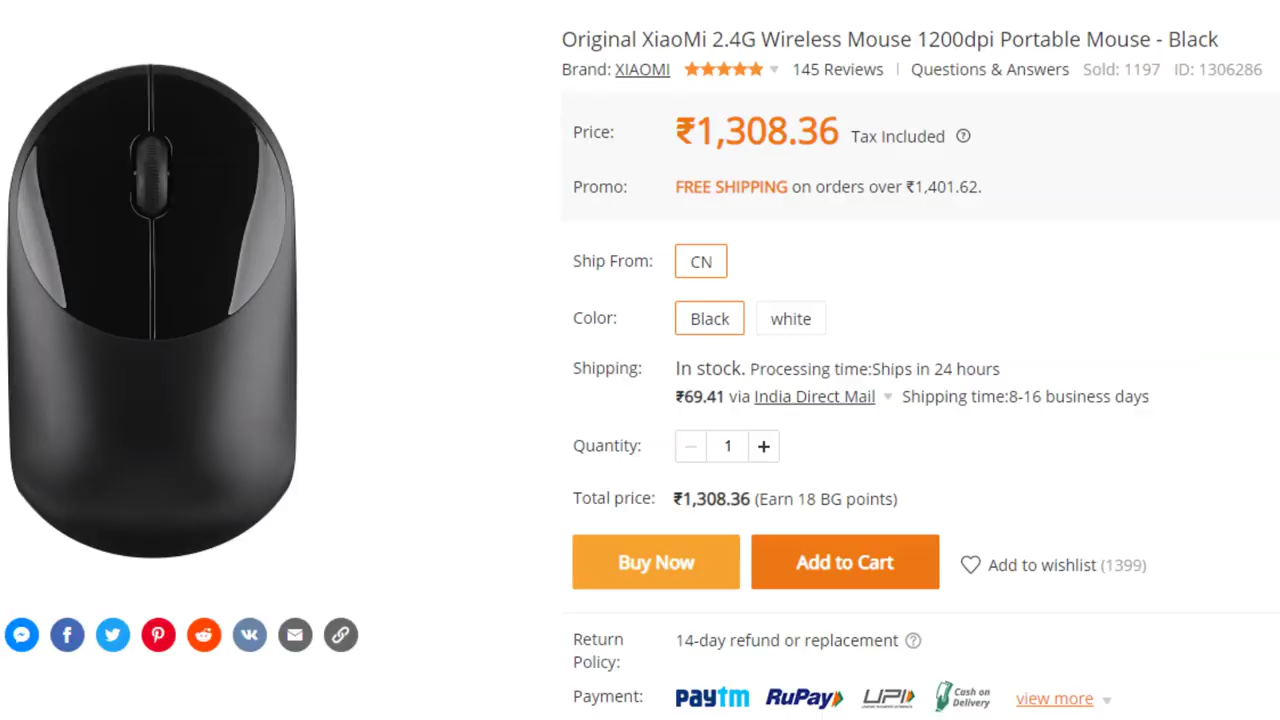 Original XiaoMi 2.4G Wireless Mouse 1200dpi Portable Mouse - Black
Brand: XIAOMI 145 Reviews Questions & Answers Sold: 1197 ID: 1306286
Price: ₹1,308.36 Tax Included
Promo: FREE SHIPPING on orders over ₹1,401.62.
Ship From: CN
Color: Black white
Shipping: In stock. Processing time:Ships in 24 hours
₹69.41 via India Direct Mail Shipping time:8-16 business days
Quantity: 1
Total price: ₹1,308.36 (Earn 18 BG points)
Buy Now Add to Cart Add to wishlist (1399)
Return Policy: 14-day refund or replacement
Payment: Paytm RuPay UPI Cash on Delivery view more